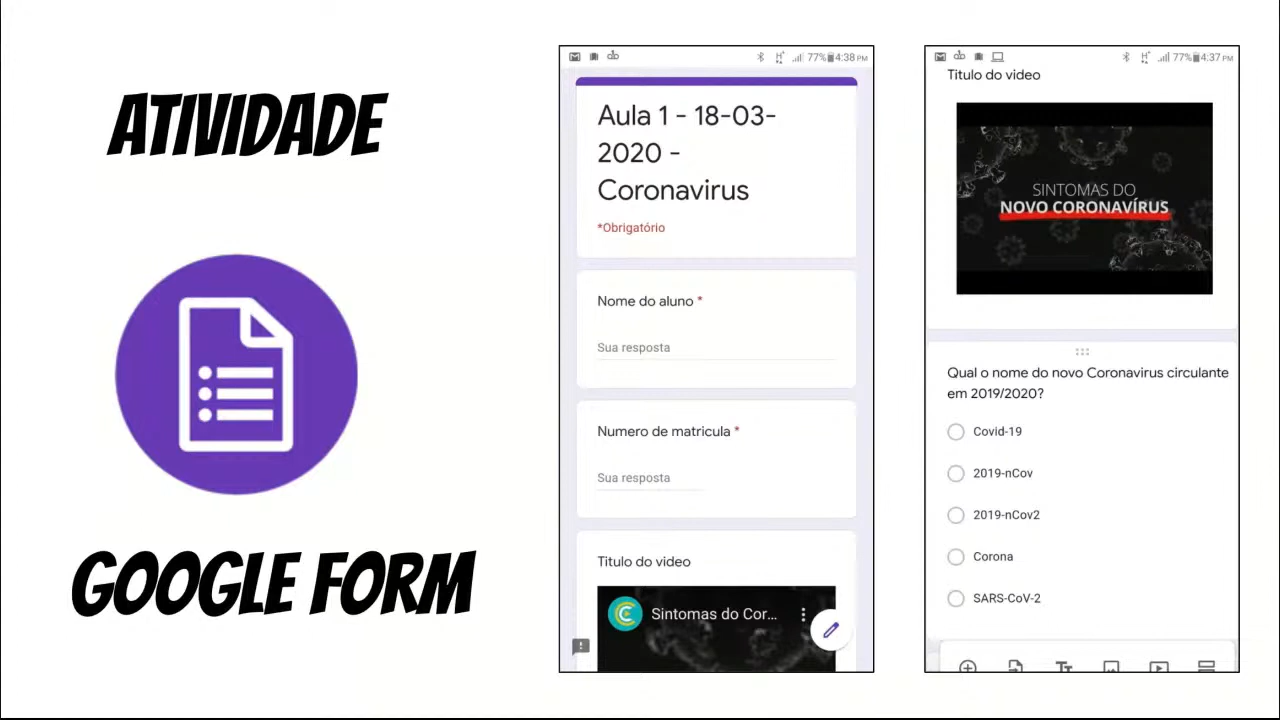 ATIVIDADE
GOOGLE FORM
77% 4:38 PM
Aula 1 - 18-03-
2020 -
Coronavirus
*Obrigatório
Nome do aluno *
Sua resposta
Numero de matricula *
Sua resposta
Titulo do video
Sintomas do Cor...
77% 4:37 PM
Titulo do video
SINTOMAS DO
NOVO CORONAVÍRUS
Qual o nome do novo Coronavirus circulante
em 2019/2020?
Covid-19
2019-nCov
2019-nCov2
Corona
SARS-CoV-2